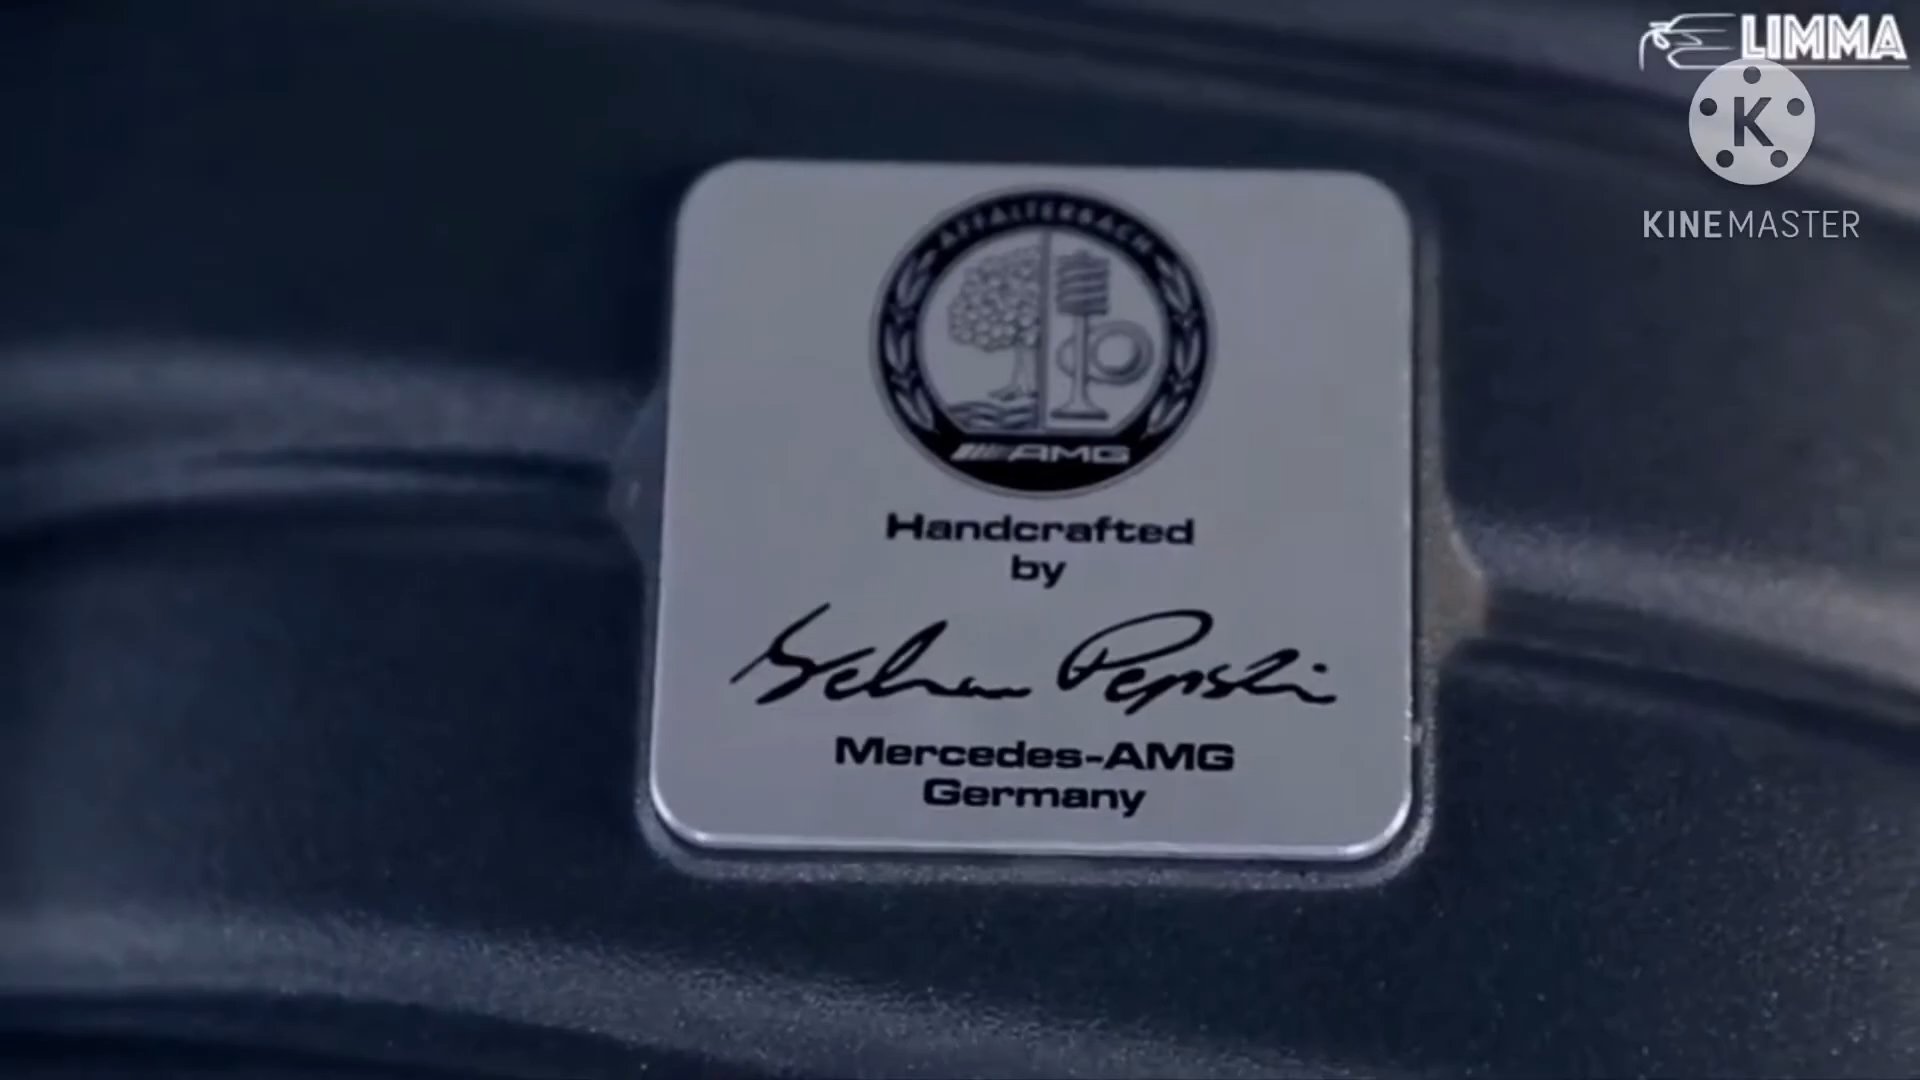 LIMMA
K
KINEMASTER
AFFALTERBACH
AMG
Handcrafted
by
Mercedes-AMG
Germany